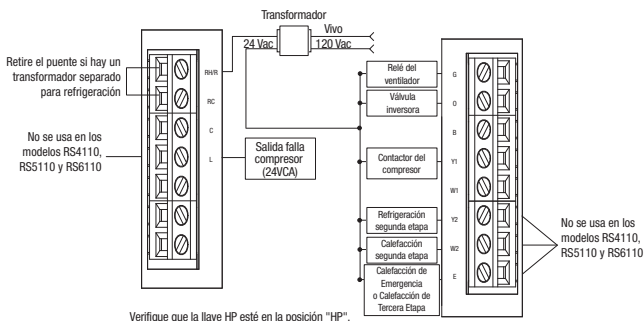 Transformador
Vivo
24 Vac
120 Vac
Retire el puente si hay un
transformador separado
para refrigeración
RH/R
RC
C
L
No se usa en los
modelos RS4110,
RS5110 y RS6110
Salida falla
compresor
(24VCA)
Relé del
ventilador
G
Válvula
inversora
O
B
Contactor del
compresor
Y1
W1
Refrigeración
segunda etapa
Y2
Calefacción
segunda etapa
W2
Calefacción de
Emergencia
o Calefacción de
Tercera Etapa
E
No se usa en los
modelos RS4110,
RS5110 y RS6110
Verifique que la llave HP esté en la posición "HP".